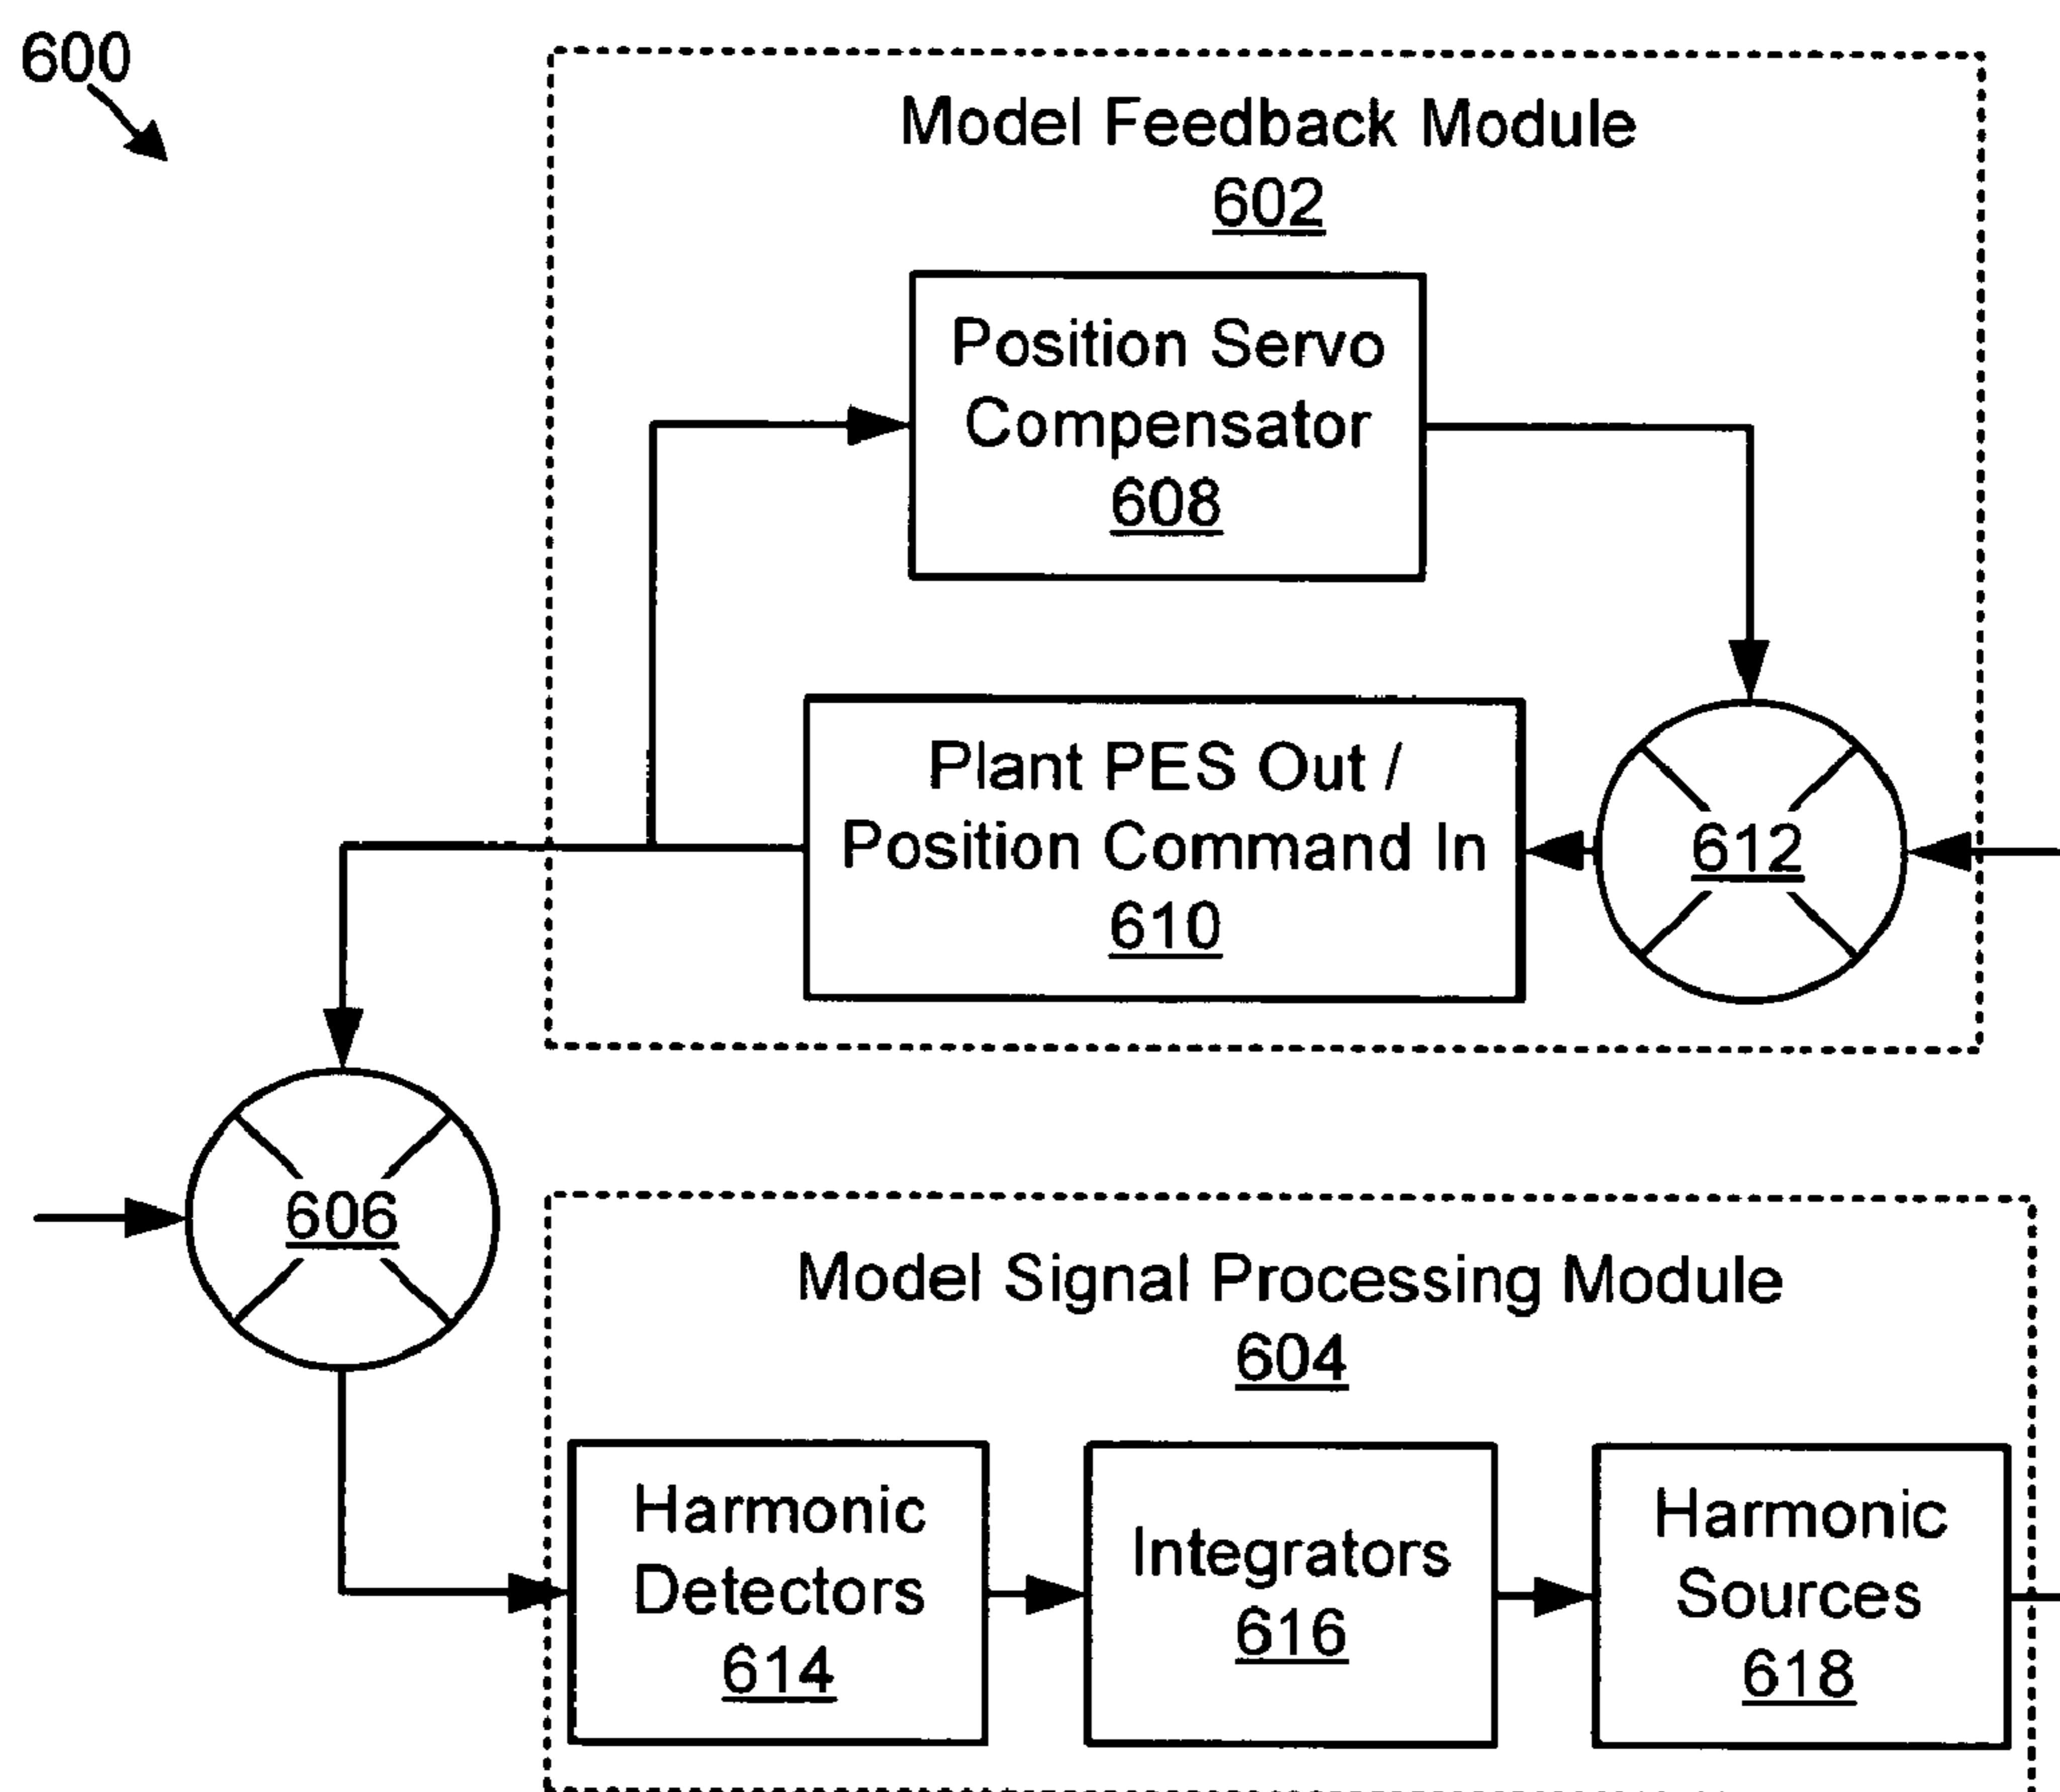 600
Model Feedback Module
602
Position Servo
Compensator
608
Plant PES Out /
Position Command In
610
612
606
Model Signal Processing Module
604
Harmonic
Detectors
614
Integrators
616
Harmonic
Sources
618